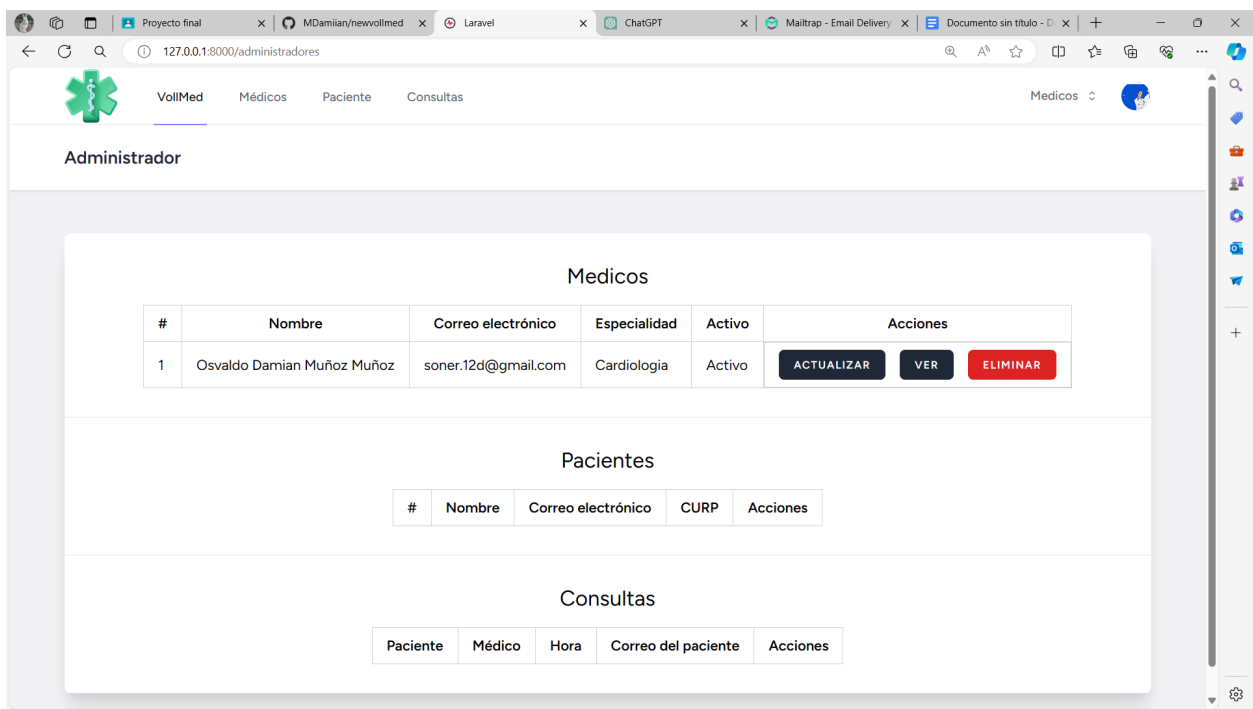 Proyecto final
MDamiian/newvollmed
Laravel
ChatGPT
Mailtrap - Email Delivery
Documento sin título - D
127.0.0.1:8000/administradores
VollMed Médicos Paciente Consultas Medicos
Administrador
Medicos
# Nombre Correo electrónico Especialidad Activo Acciones
1 Osvaldo Damian Muñoz Muñoz soner.12d@gmail.com Cardiologia Activo ACTUALIZAR VER ELIMINAR
Pacientes
# Nombre Correo electrónico CURP Acciones
Consultas
Paciente Médico Hora Correo del paciente Acciones